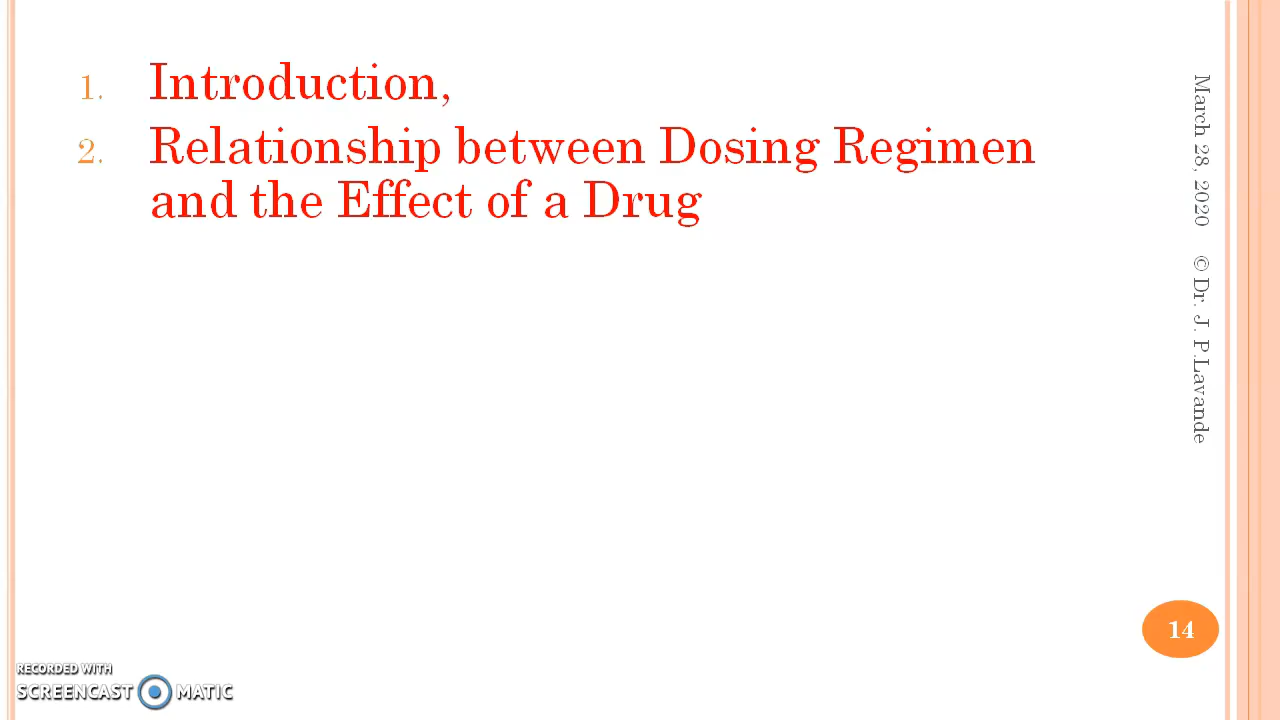 1. Introduction,
2. Relationship between Dosing Regimen
and the Effect of a Drug
March 28, 2020 © Dr. J. P.Lavande
14
RECORDED WITH
SCREENCAST MATIC